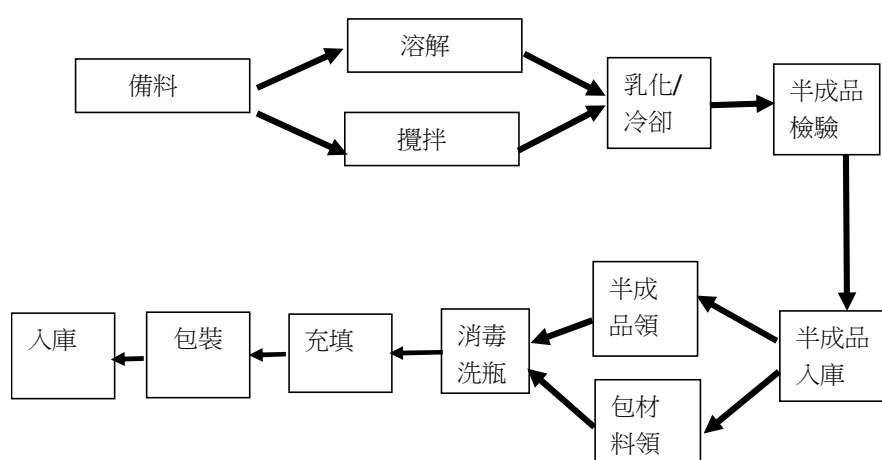 備料
溶解
攪拌
乳化/
冷卻
半成品
檢驗
半成品
入庫
半成
品領
包材
料領
消毒
洗瓶
充填
包裝
入庫